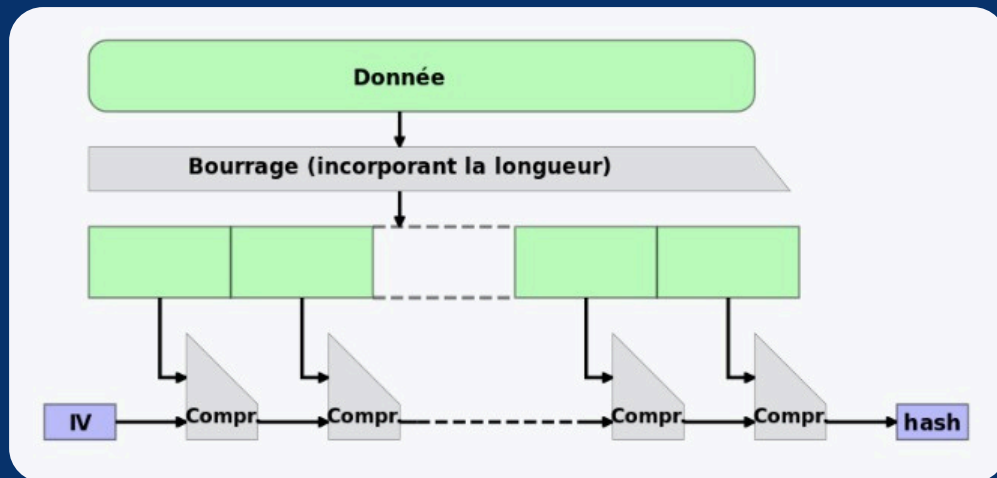 Donnée
Bourrage (incorporant la longueur)
IV
Compr.
Compr.
Compr.
Compr.
hash